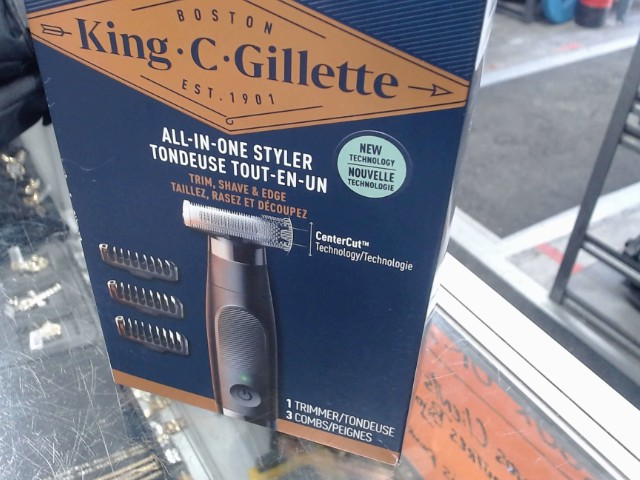 BOSTON
King·C·Gillette
EST.1901
ALL-IN-ONE STYLER
TONDEUSE TOUT-EN-UN
TRIM, SHAVE & EDGE
TAILLEZ, RASEZ ET DÉCOUPEZ
NEW
TECHNOLOGY
NOUVELLE
TECHNOLOGIE
CenterCut™
Technology/Technologie
1 TRIMMER/TONDEUSE
3 COMBS/PEIGNES